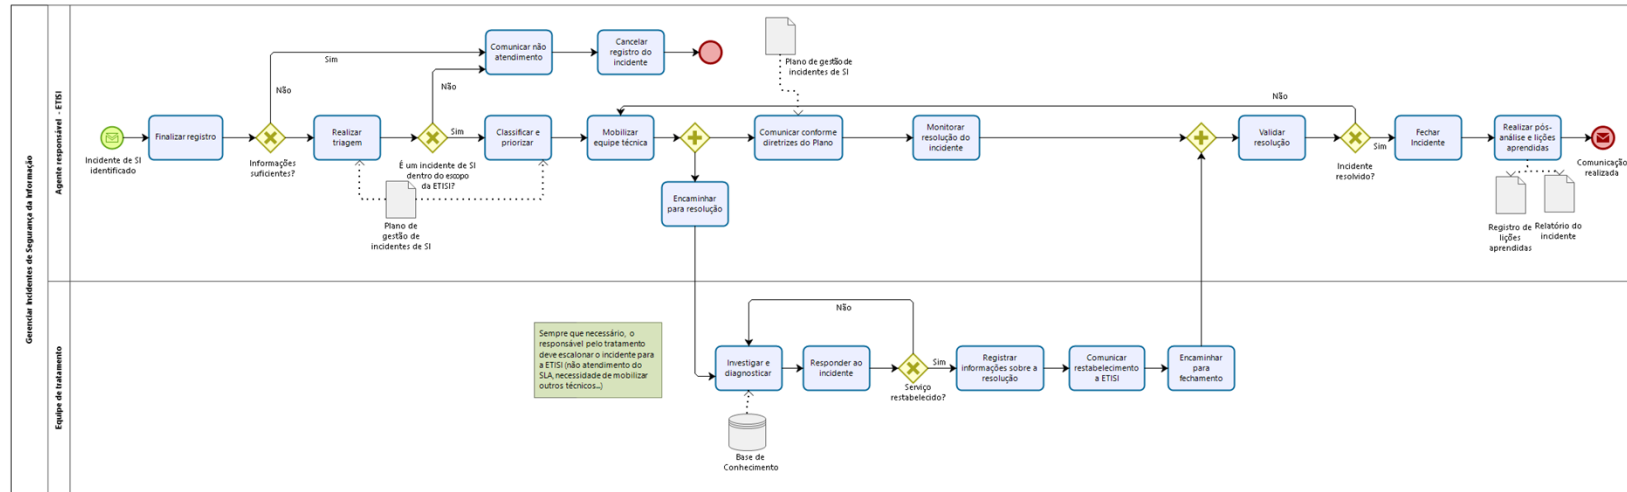 Gerenciar Incidentes de Segurança da Informação
Agente responsável - ETISI
Incidente de SI
identificado
Finalizar registro
Informações
suficientes?
Sim
Não
Realizar
triagem
É um incidente de SI
dentro do escopo
da ETISI?
Não
Sim
Plano de
gestão de
incidentes de SI
Comunicar não
atendimento
Cancelar
registro do
incidente
Classificar e
priorizar
Mobilizar
equipe técnica
Encaminhar
para resolução
Plano de gestão de
incidentes de SI
Comunicar conforme
diretrizes do Plano
Monitorar
resolução do
incidente
Validar
resolução
Não
Incidente
resolvido?
Sim
Fechar
Incidente
Realizar pós-
análise e lições
aprendidas
Comunicação
realizada
Registro de
lições
aprendidas
Relatório do
incidente
Equipe de tratamento
Sempre que necessário, o
responsável pelo tratamento
deve escalonar o incidente para
a ETISI (não atendimento do
SLA, necessidade de mobilizar
outros técnicos...)
Investigar e
diagnosticar
Base de
Conhecimento
Responder ao
incidente
Não
Serviço
restabelecido?
Sim
Registrar
informações sobre a
resolução
Comunicar
restabelecimento
a ETISI
Encaminhar
para
fechamento